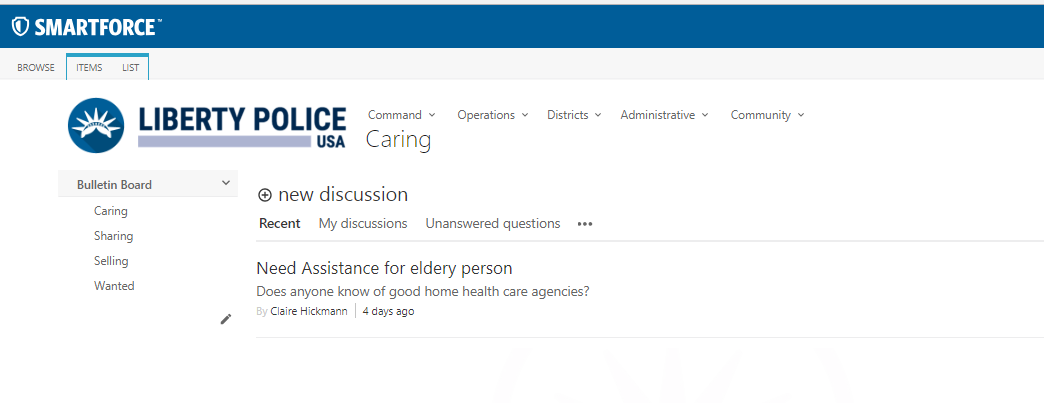 SMARTFORCE™
BROWSE ITEMS LIST
LIBERTY POLICE
USA
Command Operations Districts Administrative Community
Caring
Bulletin Board
Caring
Sharing
Selling
Wanted
new discussion
Recent My discussions Unanswered questions •••
Need Assistance for eldery person
Does anyone know of good home health care agencies?
By Claire Hickmann | 4 days ago